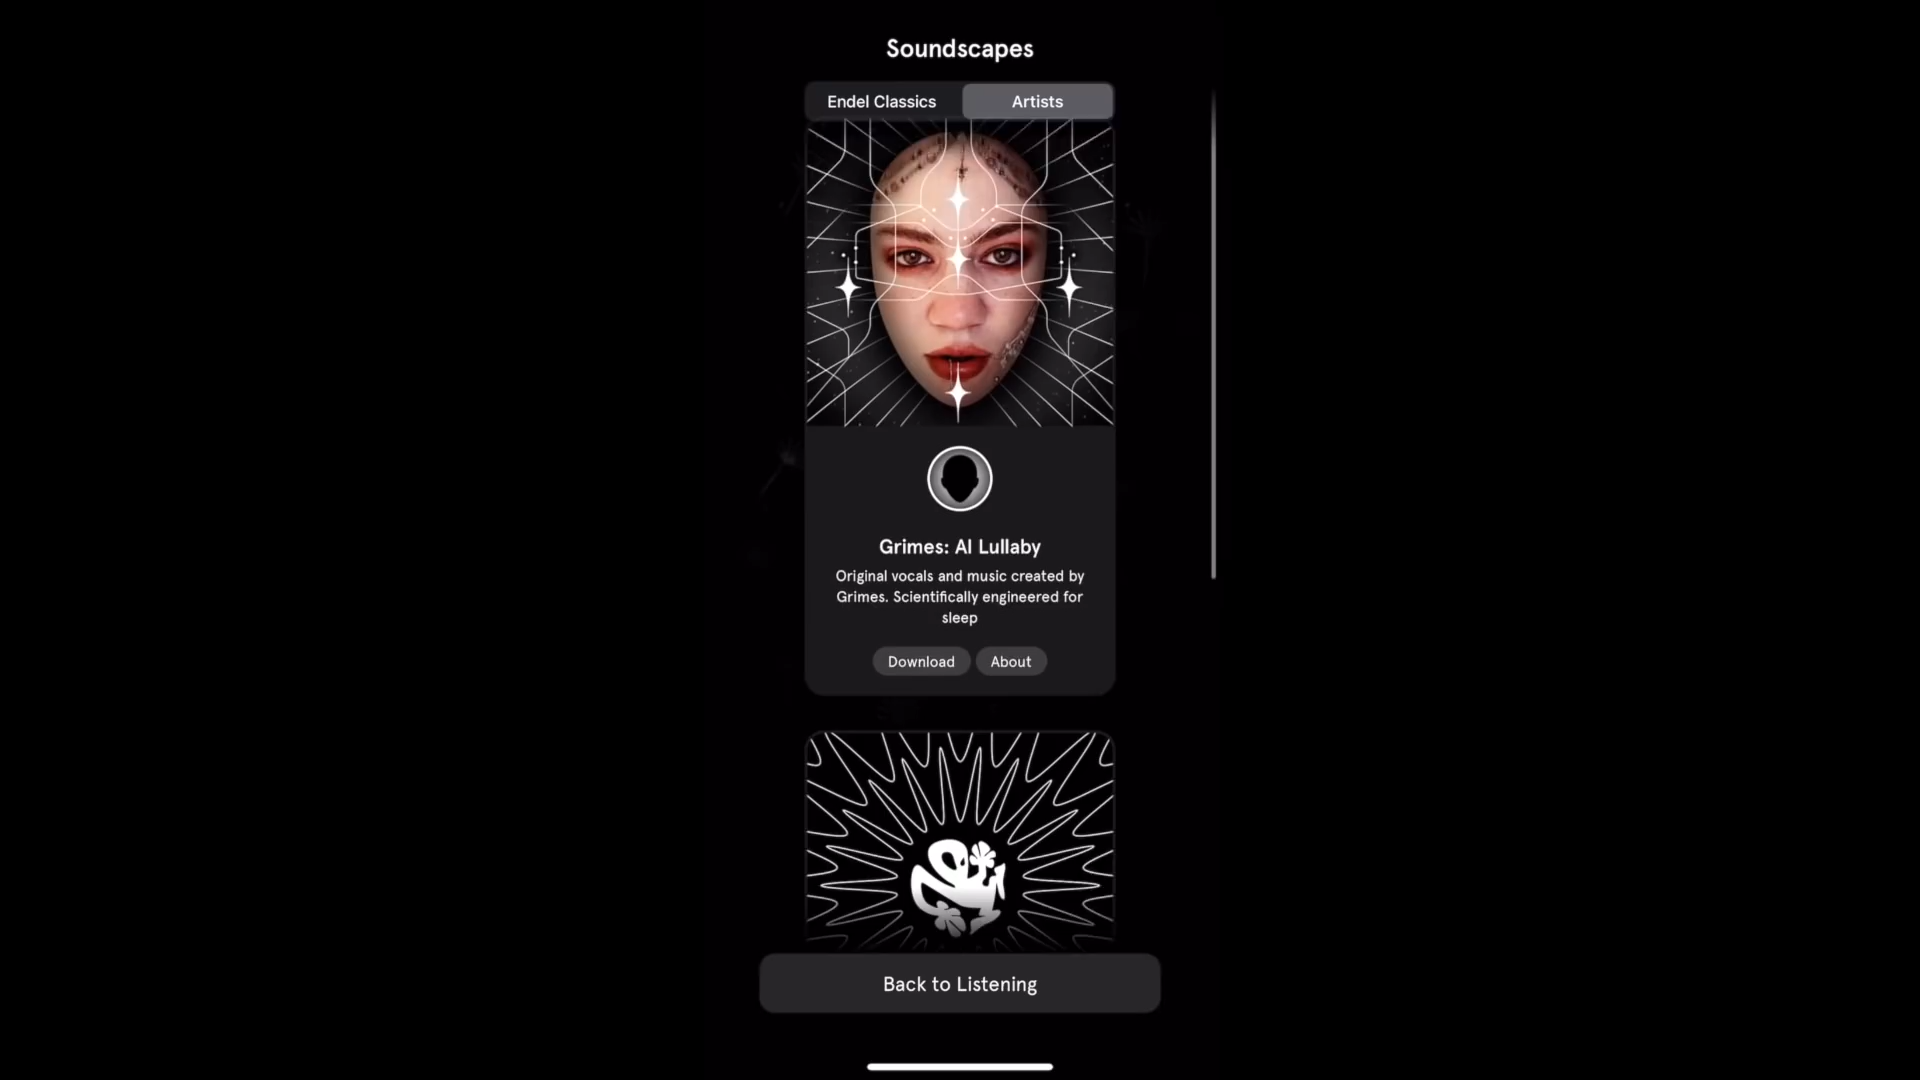 Soundscapes
Endel Classics
Artists
Grimes: AI Lullaby
Original vocals and music created by
Grimes. Scientifically engineered for
sleep
Download
About
Back to Listening